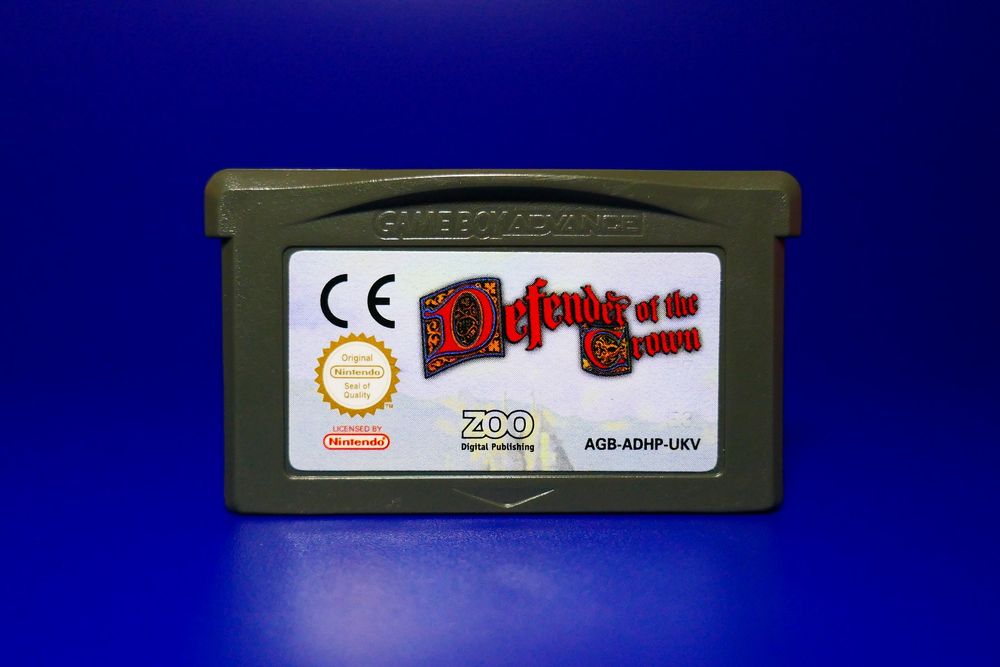 GAME BOY ADVANCE
CE
Defender of the
Crown
Original
Nintendo
Seal of
Quality
TM
LICENSED BY
Nintendo
ZOO
Digital Publishing
AGB-ADHP-UKV